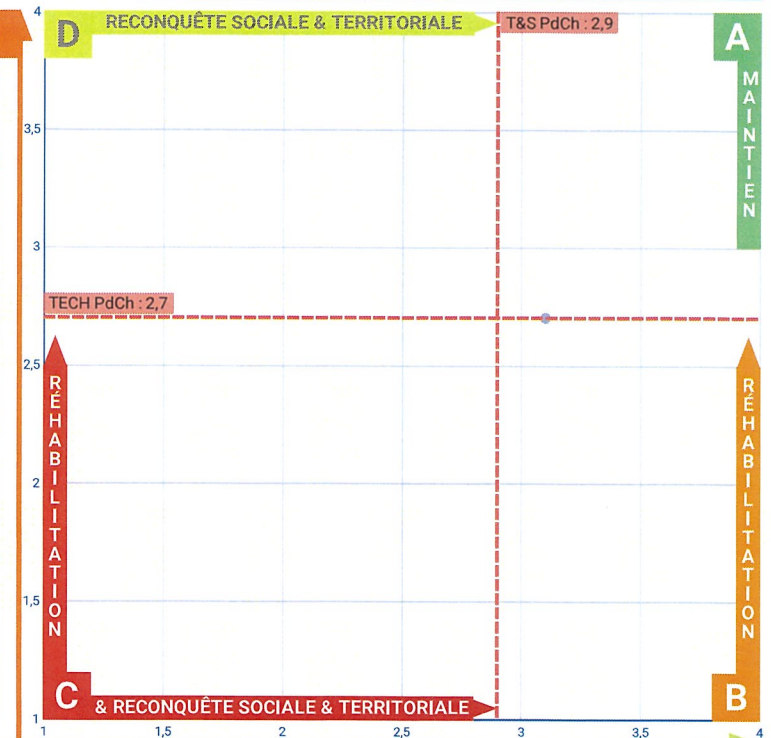 4
D
RECONQUÊTE SOCIALE & TERRITORIALE
T&S PdCh : 2,9
A
MAINTIEN
3,5
3
TECH PdCh : 2,7
2,5
RÉHABILITATION
RÉHABILITATION
2
1,5
C
& RECONQUÊTE SOCIALE & TERRITORIALE
B
1
1
1,5
2
2,5
3
3,5
4